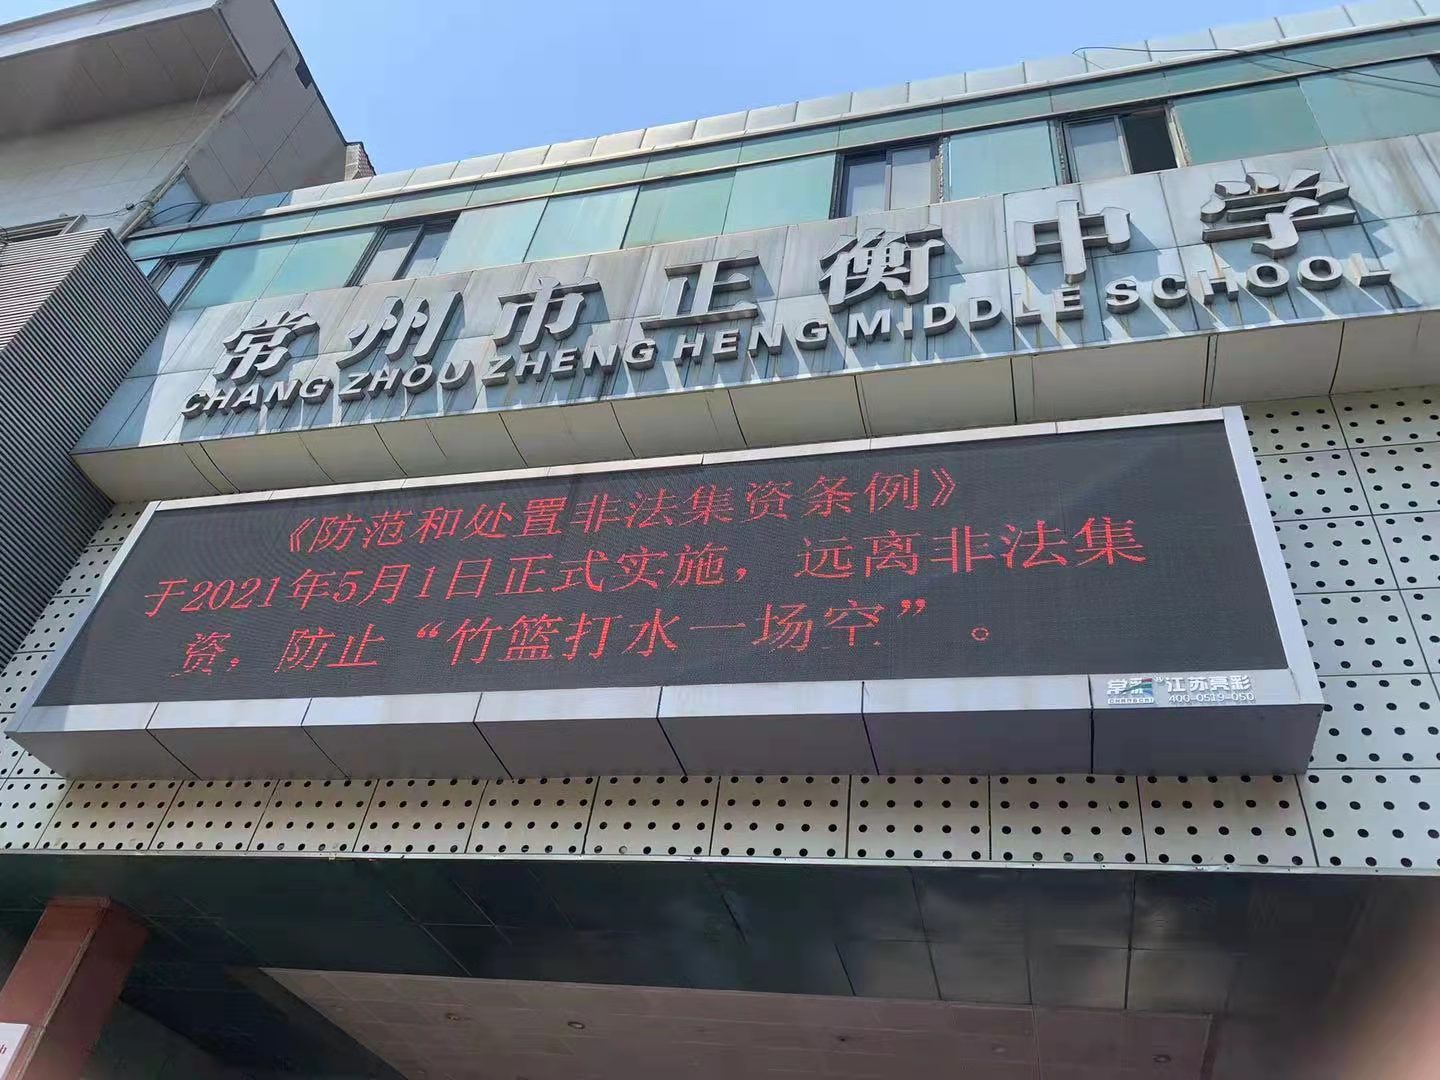 常州市正衡中学
CHANG ZHOU ZHENG HENG MIDDLE SCHOOL
《防范和处置非法集资条例》
于2021年5月1日正式实施，远离非法集
资，防止“竹篮打水一场空”。
常彩®江苏亮彩
CHANGCAI 400-0519-050